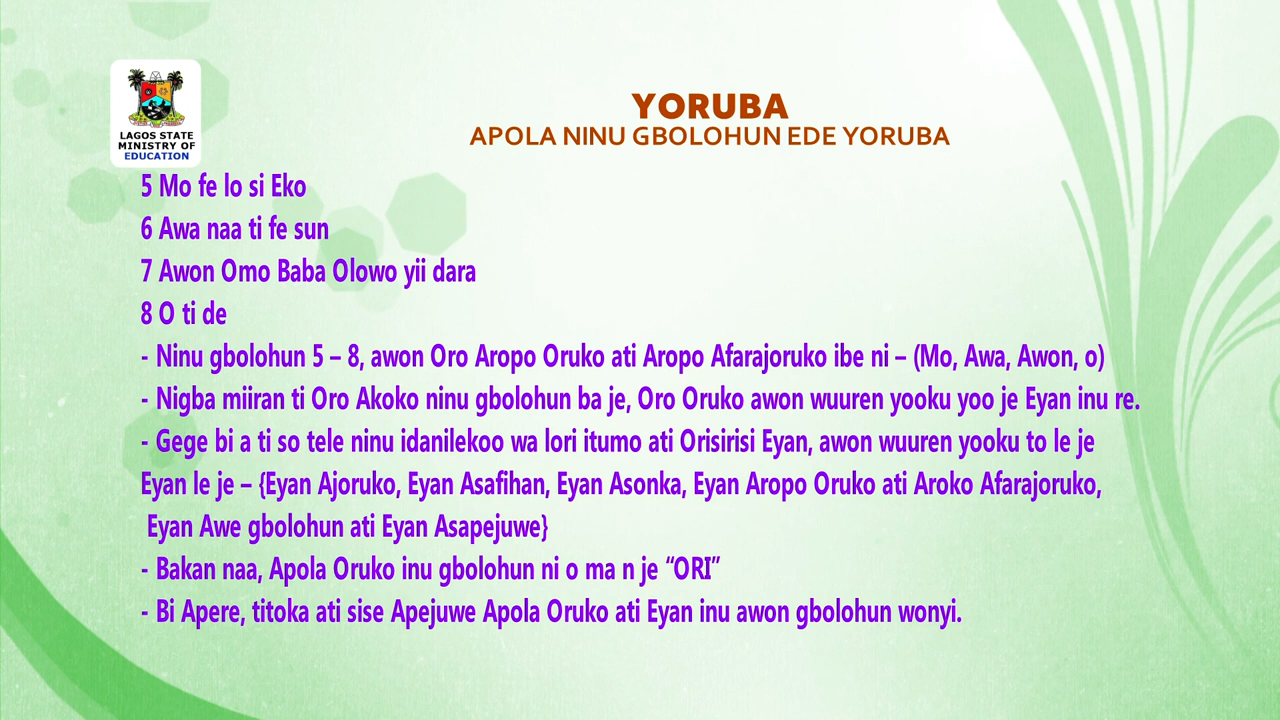 LAGOS STATE
MINISTRY OF
EDUCATION
YORUBA
APOLA NINU GBOLOHUN EDE YORUBA
5 Mo fe lo si Eko
6 Awa naa ti fe sun
7 Awon Omo Baba Olowo yii dara
8 O ti de
- Ninu gbolohun 5 – 8, awon Oro Aropo Oruko ati Aropo Afarajoruko ibe ni – (Mo, Awa, Awon, o)
- Nigba miiran ti Oro Akoko ninu gbolohun ba je, Oro Oruko awon wuuren yooku yoo je Eyan inu re.
- Gege bi a ti so tele ninu idanilekoo wa lori itumo ati Orisirisi Eyan, awon wuuren yooku to le je
Eyan le je – {Eyan Ajoruko, Eyan Asafihan, Eyan Asonka, Eyan Aropo Oruko ati Aroko Afarajoruko,
Eyan Awe gbolohun ati Eyan Asapejuwe}
- Bakan naa, Apola Oruko inu gbolohun ni o ma n je “ORI”
- Bi Apere, titoka ati sise Apejuwe Apola Oruko ati Eyan inu awon gbolohun wonyi.